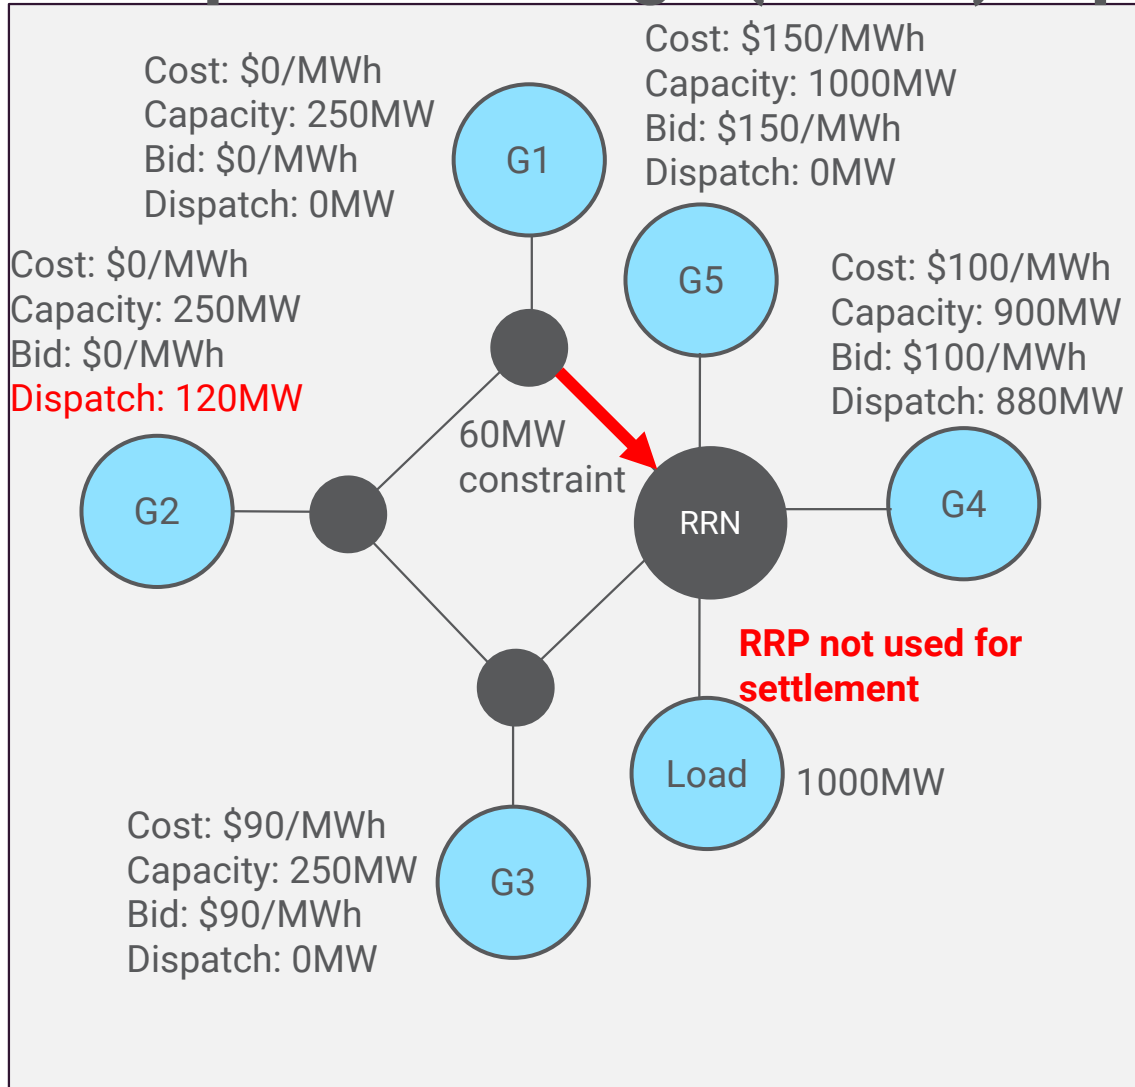 Cost: $0/MWh
Capacity: 250MW
Bid: $0/MWh
Dispatch: 0MW
G1
Cost: $150/MWh
Capacity: 1000MW
Bid: $150/MWh
Dispatch: 0MW
G5
Cost: $0/MWh
Capacity: 250MW
Bid: $0/MWh
Dispatch: 120MW
G2
Cost: $100/MWh
Capacity: 900MW
Bid: $100/MWh
Dispatch: 880MW
G4
60MW
constraint
RRN
RRP not used for
settlement
Load
1000MW
Cost: $90/MWh
Capacity: 250MW
Bid: $90/MWh
Dispatch: 0MW
G3